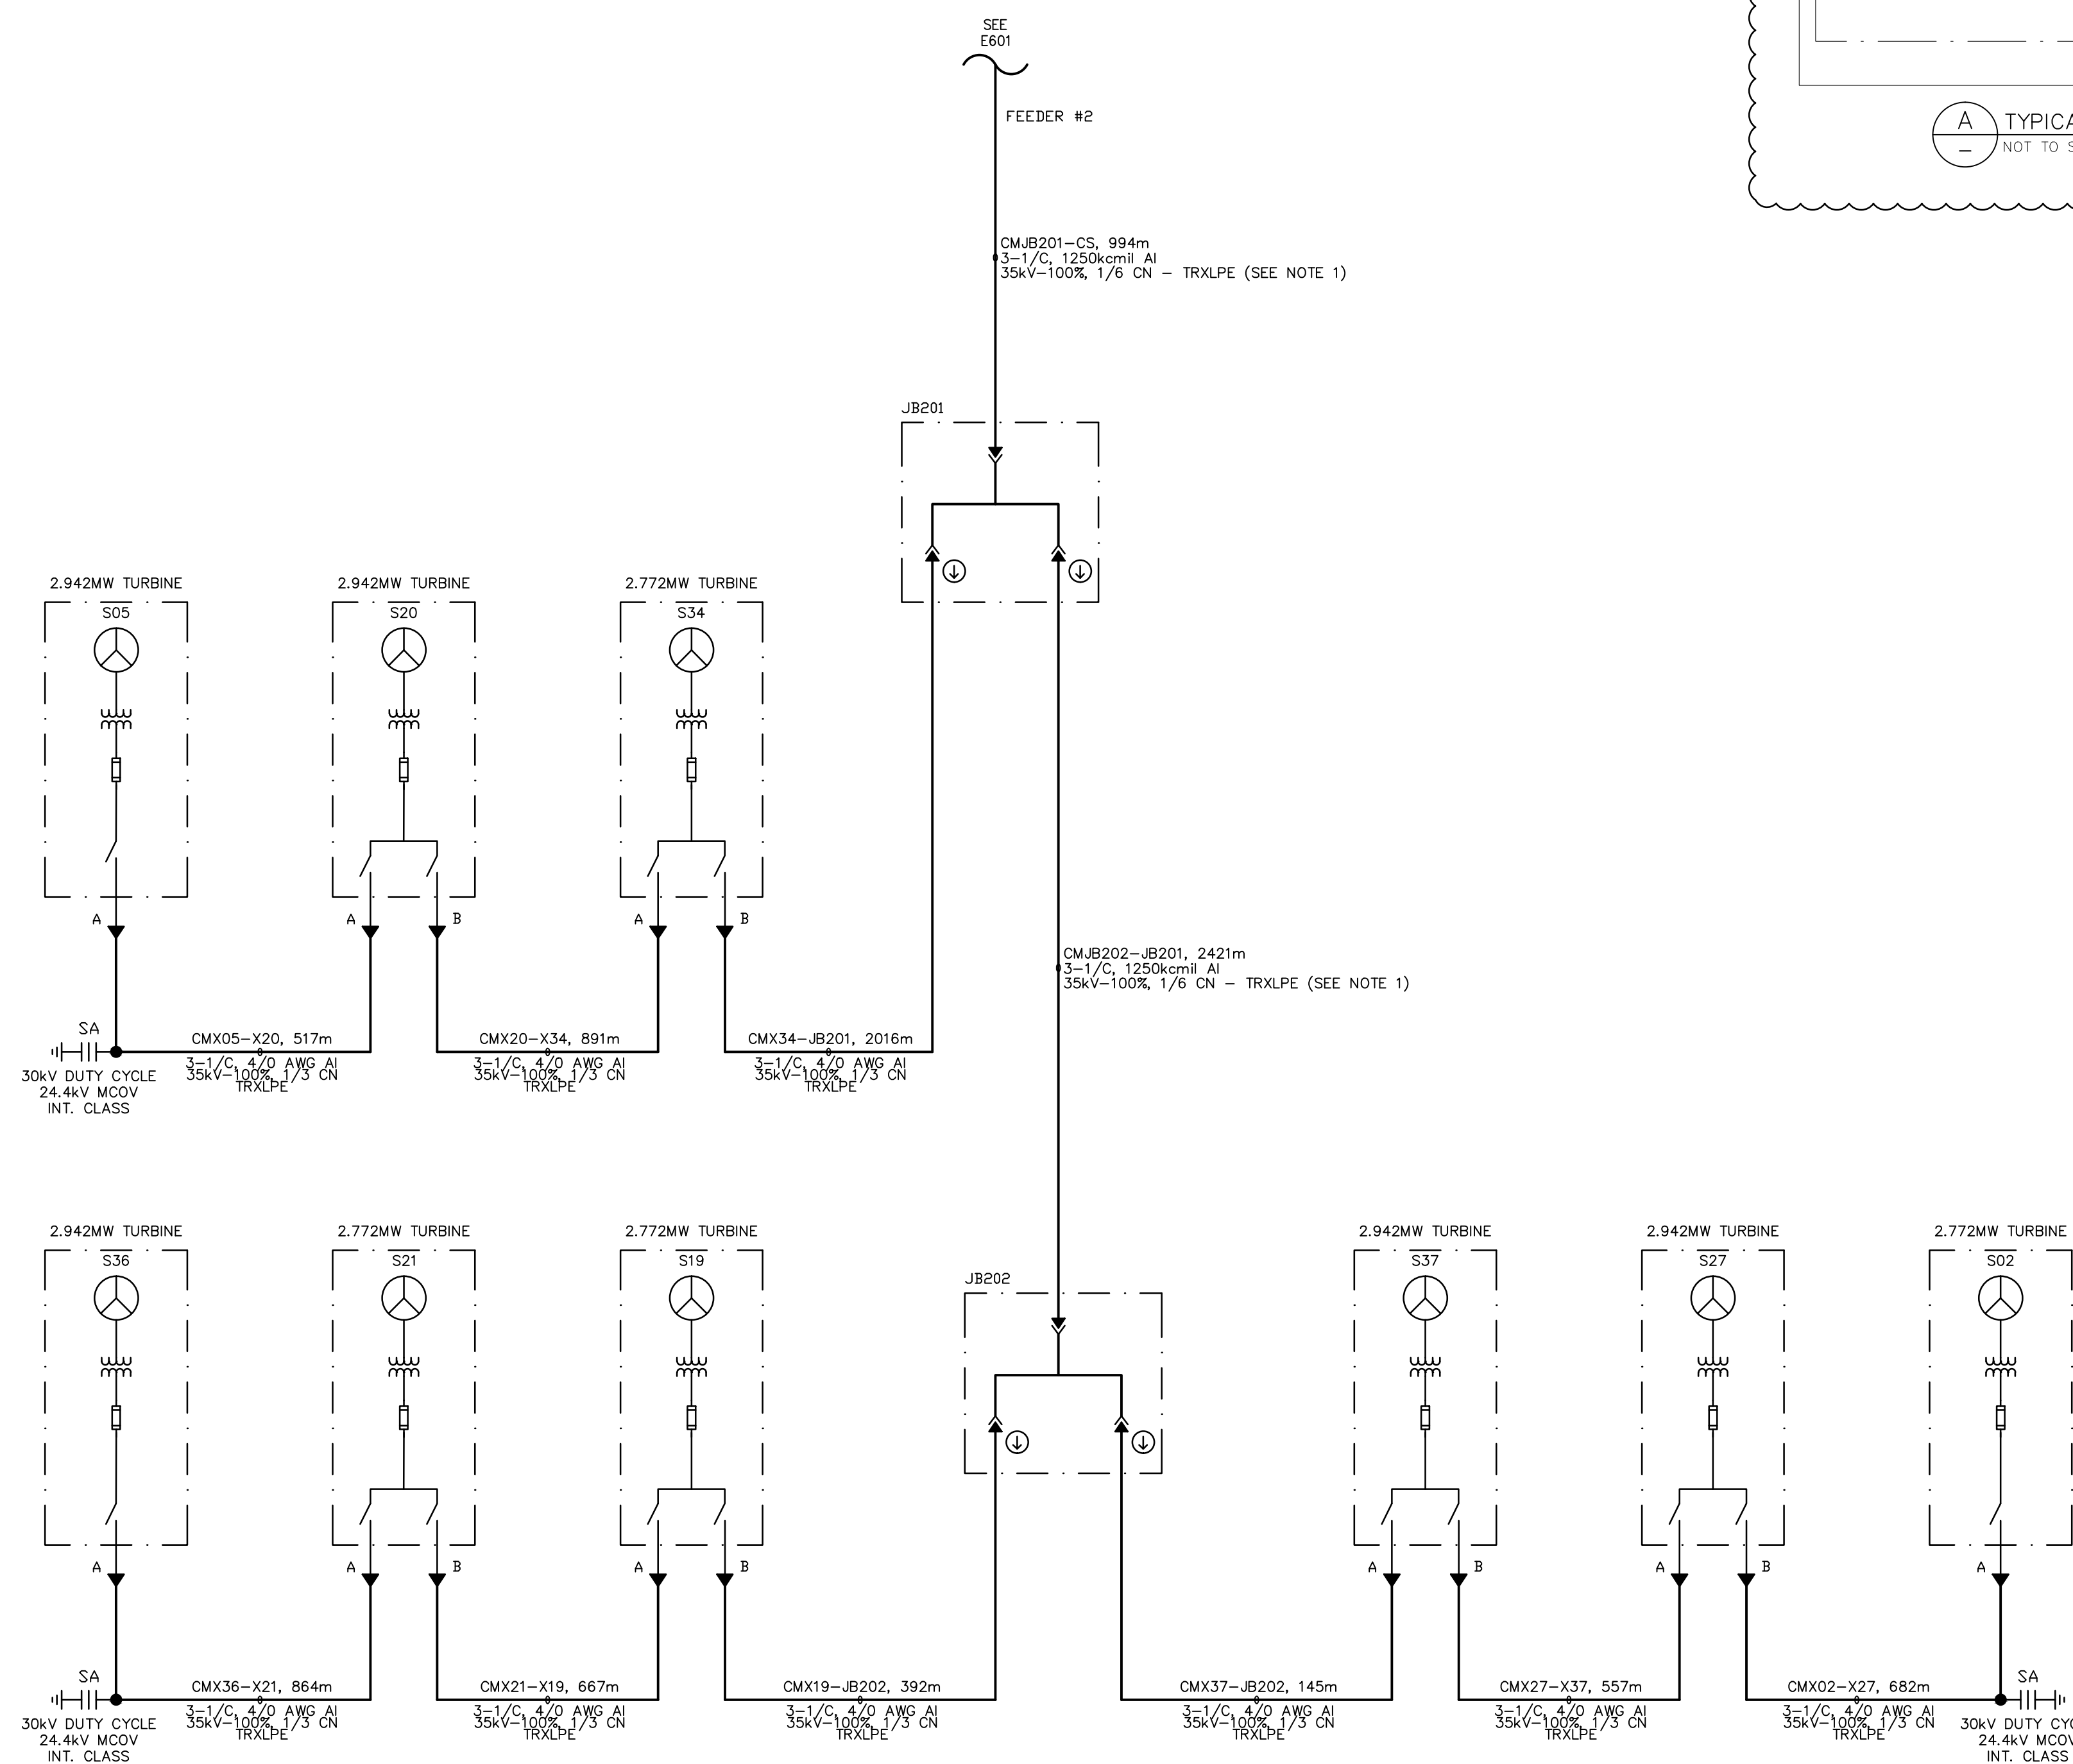 SEE
E601
FEEDER #2
A
–
NOT TO
CMJB201–CS, 994m
3–1/C, 1250kcmil Al
35kV–100%, 1/6 CN – TRXLPE (SEE NOTE 1)
JB201
2.942MW TURBINE
S05
A
2.942MW TURBINE
S20
A
B
2.772MW TURBINE
S34
A
B
CMJB202–JB201, 2421m
3–1/C, 1250kcmil Al
35kV–100%, 1/6 CN – TRXLPE (SEE NOTE 1)
SA
30kV DUTY CYCLE
24.4kV MCOV
INT. CLASS
CMX05–X20, 517m
3–1/C, 4/0 AWG Al
35kV–100%, 1/3 CN
TRXLPE
CMX20–X34, 891m
3–1/C, 4/0 AWG Al
35kV–100%, 1/3 CN
TRXLPE
CMX34–JB201, 2016m
3–1/C, 4/0 AWG Al
35kV–100%, 1/3 CN
TRXLPE
2.942MW TURBINE
S36
A
2.772MW TURBINE
S21
A
B
2.772MW TURBINE
S19
A
B
JB202
2.942MW TURBINE
S37
A
B
2.942MW TURBINE
S27
A
B
2.772MW TURBINE
S02
A
SA
30kV DUTY CYCLE
24.4kV MCOV
INT. CLASS
CMX36–X21, 864m
3–1/C, 4/0 AWG Al
35kV–100%, 1/3 CN
TRXLPE
CMX21–X19, 667m
3–1/C, 4/0 AWG Al
35kV–100%, 1/3 CN
TRXLPE
CMX19–JB202, 392m
3–1/C, 4/0 AWG Al
35kV–100%, 1/3 CN
TRXLPE
CMX37–JB202, 145m
3–1/C, 4/0 AWG Al
35kV–100%, 1/3 CN
TRXLPE
CMX27–X37, 557m
3–1/C, 4/0 AWG Al
35kV–100%, 1/3 CN
TRXLPE
CMX02–X27, 682m
3–1/C, 4/0 AWG Al
35kV–100%, 1/3 CN
TRXLPE
SA
30kV DUTY
24.4kV
INT. CLASS